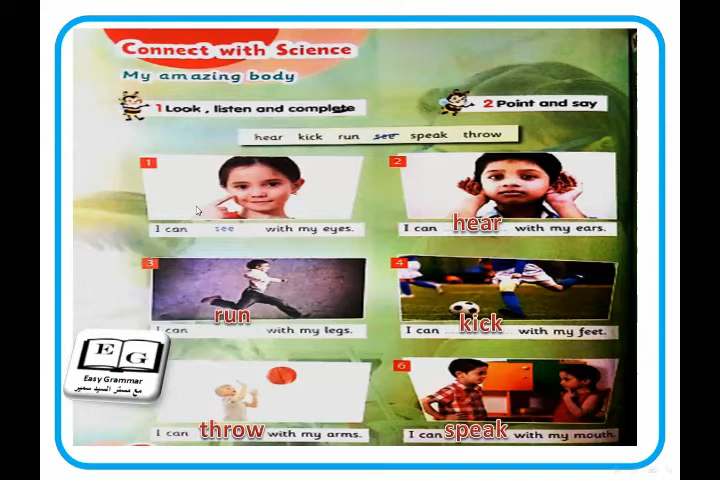 Connect with Science
My amazing body
1 Look, listen and complete
2 Point and say
hear kick run see speak throw
1
I can see with my eyes.
2
I can hear with my ears.
3
I can run with my legs.
4
I can kick with my feet.
I can throw with my arms.
6
I can speak with my mouth.
EG
Easy Grammar
مع مستر السيد سمير